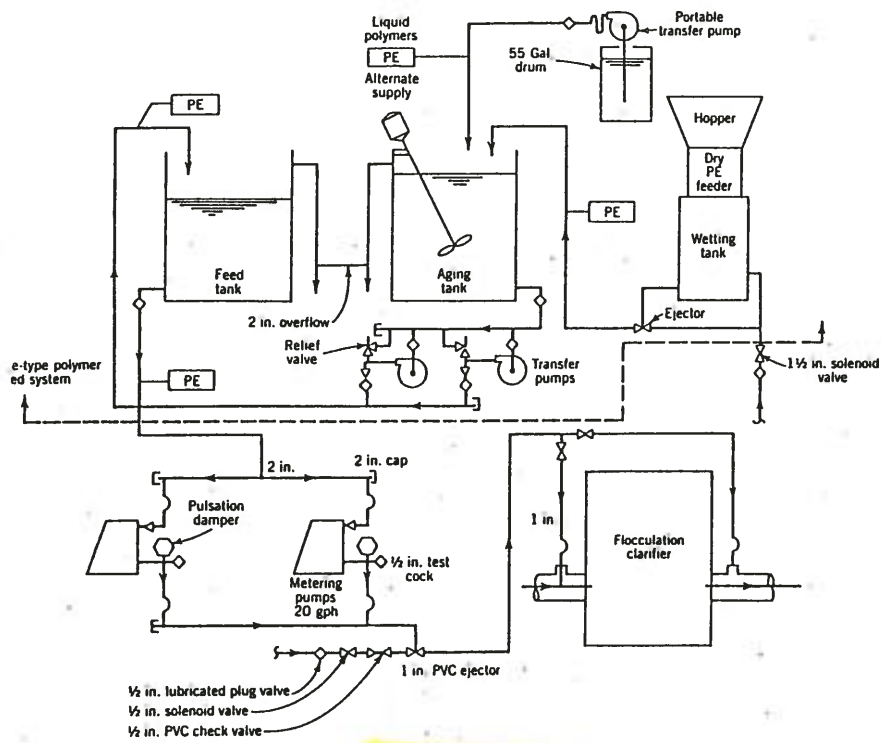 Liquid
polymers
PE
Alternate
supply
Portable
transfer pump
55 Gal
drum
PE
Hopper
Dry
PE
feeder
PE
Wetting
tank
Feed
tank
Aging
tank
2 in. overflow
Ejector
Relief
valve
Transfer
pumps
1½ in. solenoid
valve
e-type polymer
ed system
PE
2 in.
2 in. cap
Pulsation
damper
1 in
Flocculation
clarifier
½ in. test
cock
Metering
pumps
20 gph
1 in. PVC ejector
½ in. lubricated plug valve
½ in. solenoid valve
½ in. PVC check valve